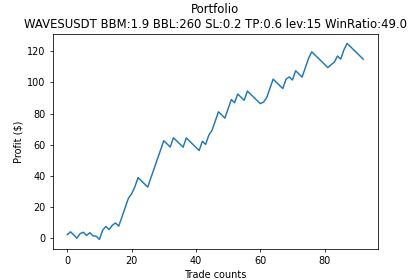 Portfolio
WAVESUSDT BBM:1.9 BBL:260 SL:0.2 TP:0.6 lev:15 WinRatio:49.0
120
100
80
60
40
20
0
Profit ($)
0 20 40 60 80
Trade counts